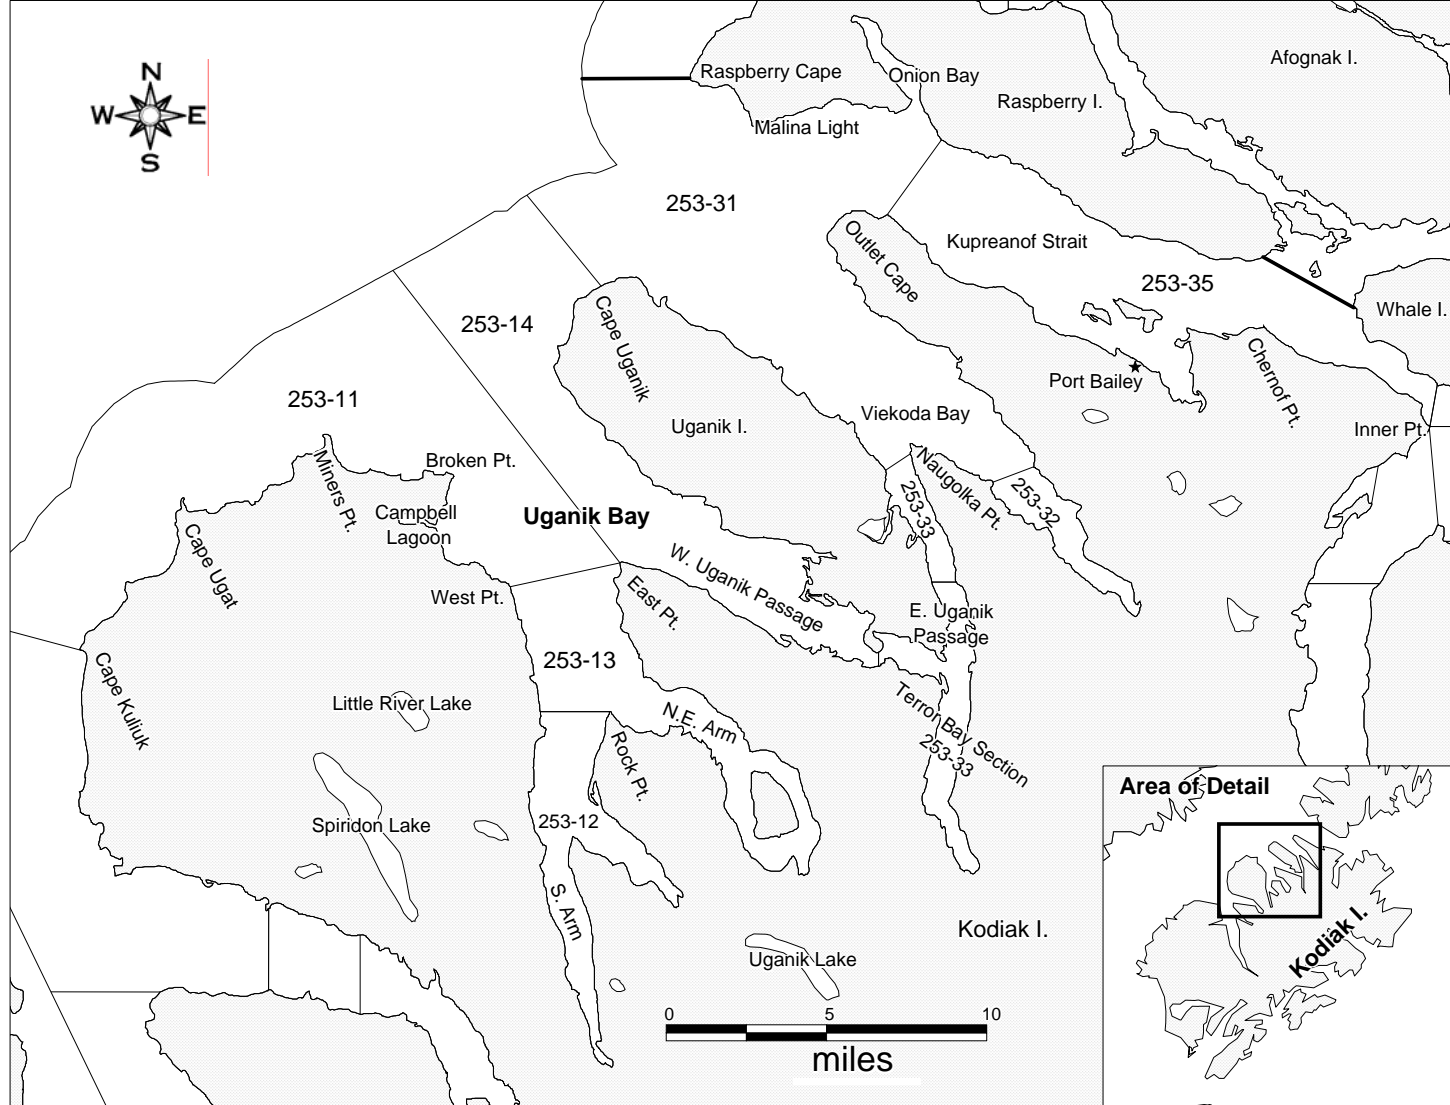 N
W E
S
Raspberry Cape
Onion Bay
Afognak I.
Raspberry I.
Malina Light
253-31
Outlet Cape
Kupreanof Strait
253-35
Whale I.
253-14
Cape Uganik
Chernof Pt.
Port Bailey
253-11
Uganik I.
Viekoda Bay
Inner Pt.
Miners Pt.
Broken Pt.
Naugolka Pt.
253-33
253-32
Campbell
Lagoon
Uganik Bay
Cape Ugat
W. Uganik Passage
West Pt.
East Pt.
E. Uganik
Passage
253-13
Cape Kuliuk
Little River Lake
N.E. Arm
Terror Bay Section
253-33
Rock Pt.
Spiridon Lake
253-12
S. Arm
Kodiak I.
Uganik Lake
0 5 10
miles
Area of Detail
Kodiak I.